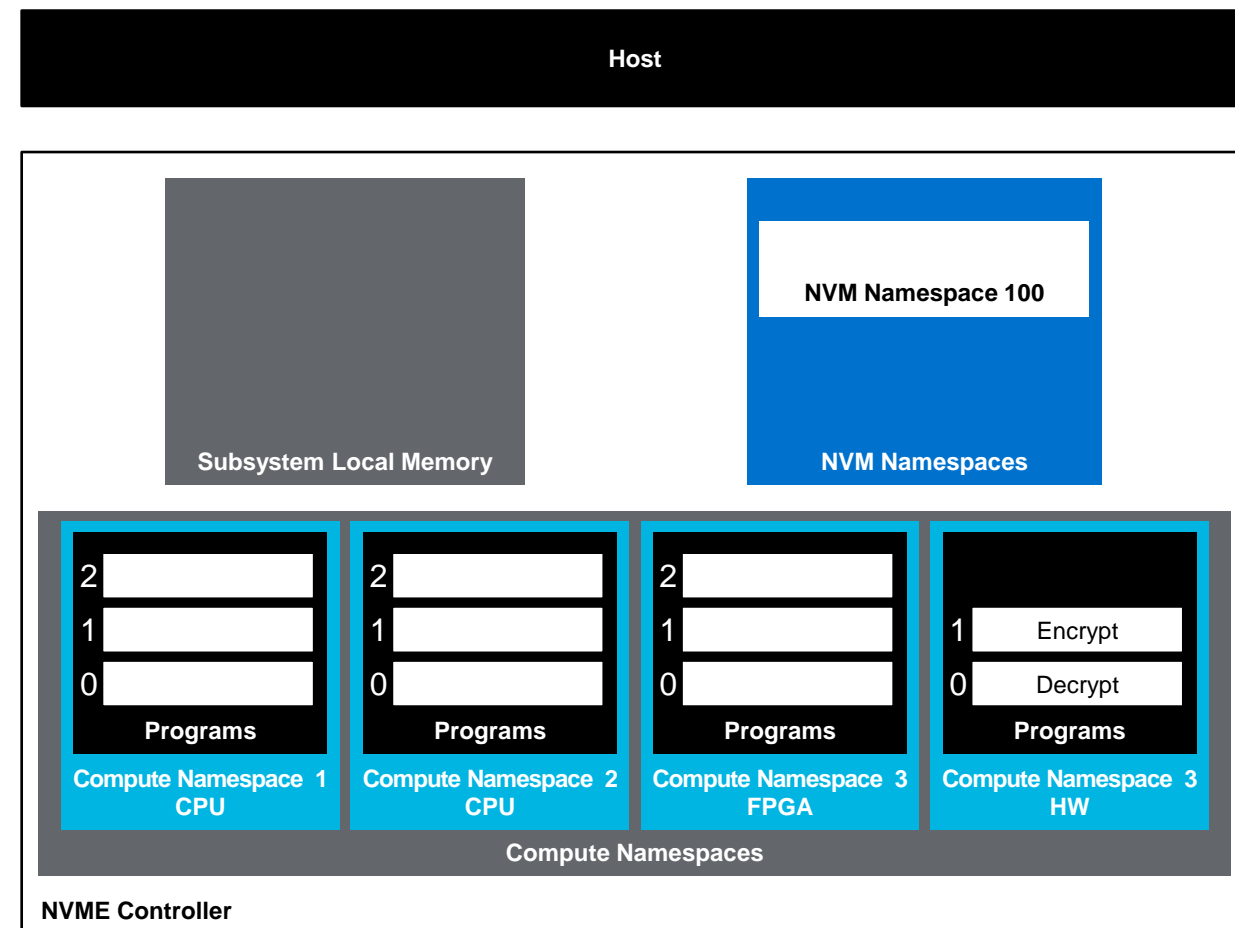 Host
NVM Namespace 100
Subsystem Local Memory
NVM Namespaces
2
1
0
Programs
Compute Namespace 1
CPU
2
1
0
Programs
Compute Namespace 2
CPU
2
1
0
Programs
Compute Namespace 3
FPGA
1 Encrypt
0 Decrypt
Programs
Compute Namespace 3
HW
Compute Namespaces
NVME Controller